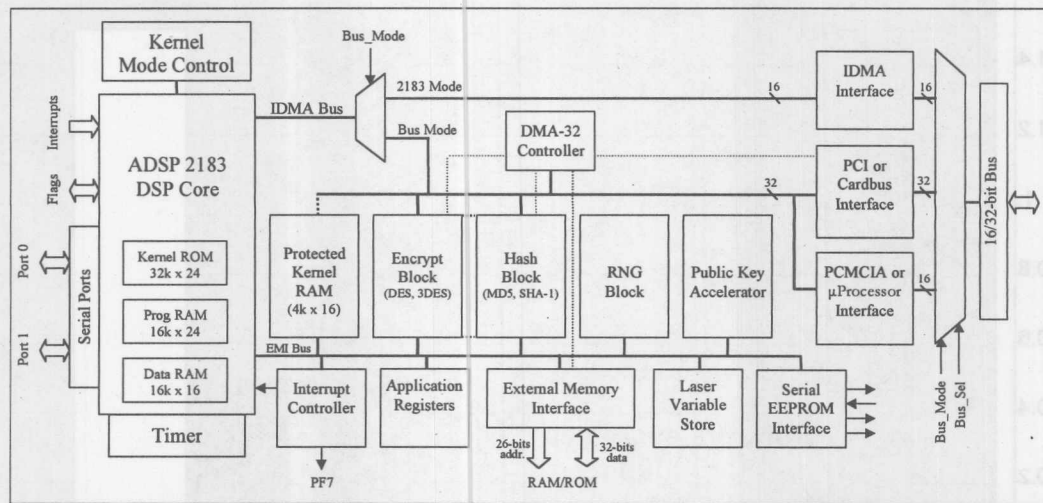 Kernel
Mode Control
Bus_Mode
2183 Mode
IDMA Bus
Bus Mode
16
IDMA
Interface
16
DMA-32
Controller
Interrupts
Flags
ADSP 2183
DSP Core
32
PCI or
Cardbus
Interface
32
16/32-bit Bus
Port 0
Port 1
Serial Ports
Kernel ROM
32k x 24
Prog RAM
16k x 24
Data RAM
16k x 16
Timer
Protected
Kernel
RAM
(4k x 16)
Encrypt
Block
(DES, 3DES)
Hash
Block
(MD5, SHA-1)
RNG
Block
Public Key
Accelerator
PCMCIA or
µProcessor
Interface
16
EMI Bus
Interrupt
Controller
Application
Registers
External Memory
Interface
Laser
Variable
Store
Serial
EEPROM
Interface
Bus_Mode
Bus_Sel
PF7
26-bits
addr.
32-bits
data
RAM/ROM